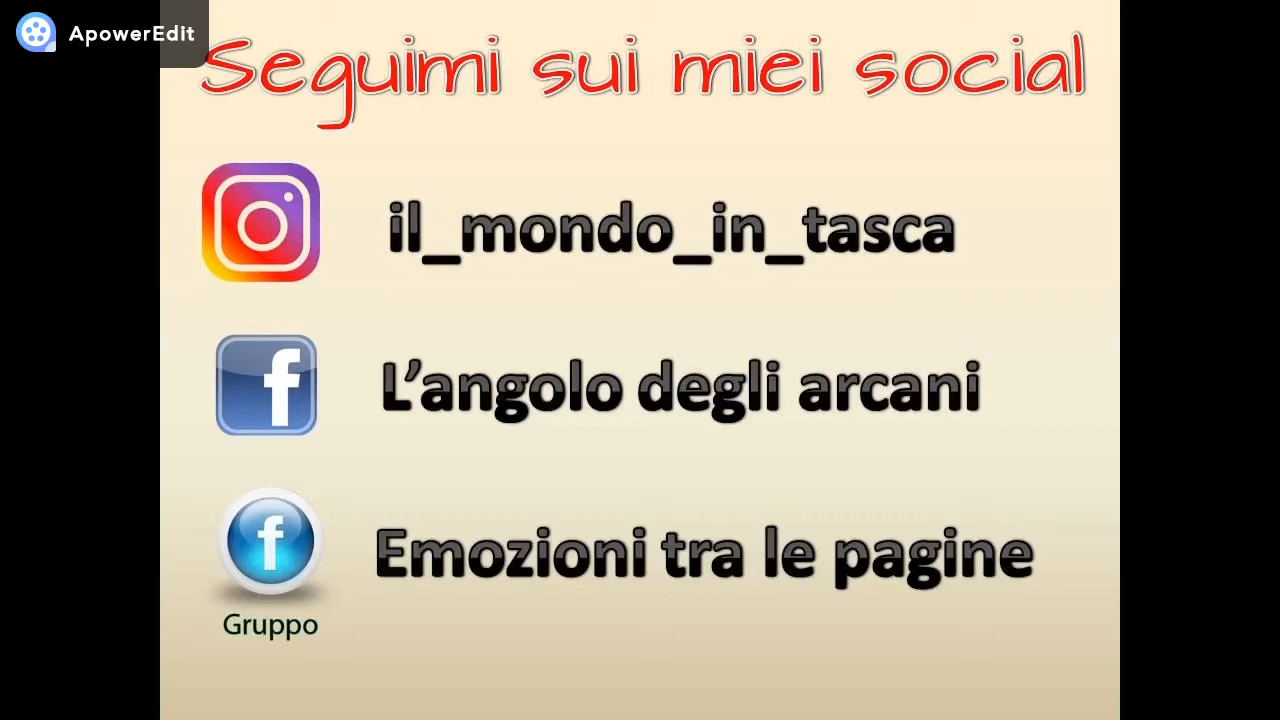 ApowerEdit
Seguimi sui miei social
il_mondo_in_tasca
L’angolo degli arcani
Emozioni tra le pagine
Gruppo